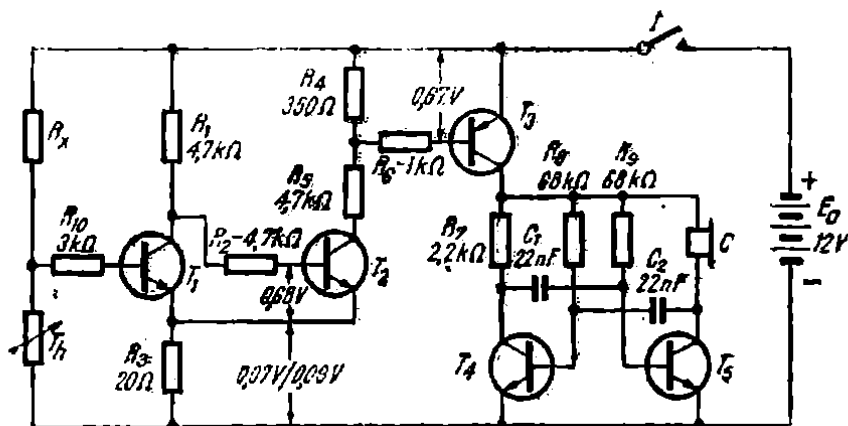 I
R4
350Ω
0,67V
T3
Rx
R1
4,7kΩ
R6-1kΩ
R8
68kΩ
R9
68kΩ
R5
4,7kΩ
+
E0
12V
−
R10
3kΩ
R2-4,7kΩ
R7
2,2kΩ
C1
22nF
C
C2
22nF
T1
T2
0,68V
Th
R3
20Ω
0,07V/0,09V
T4
T5